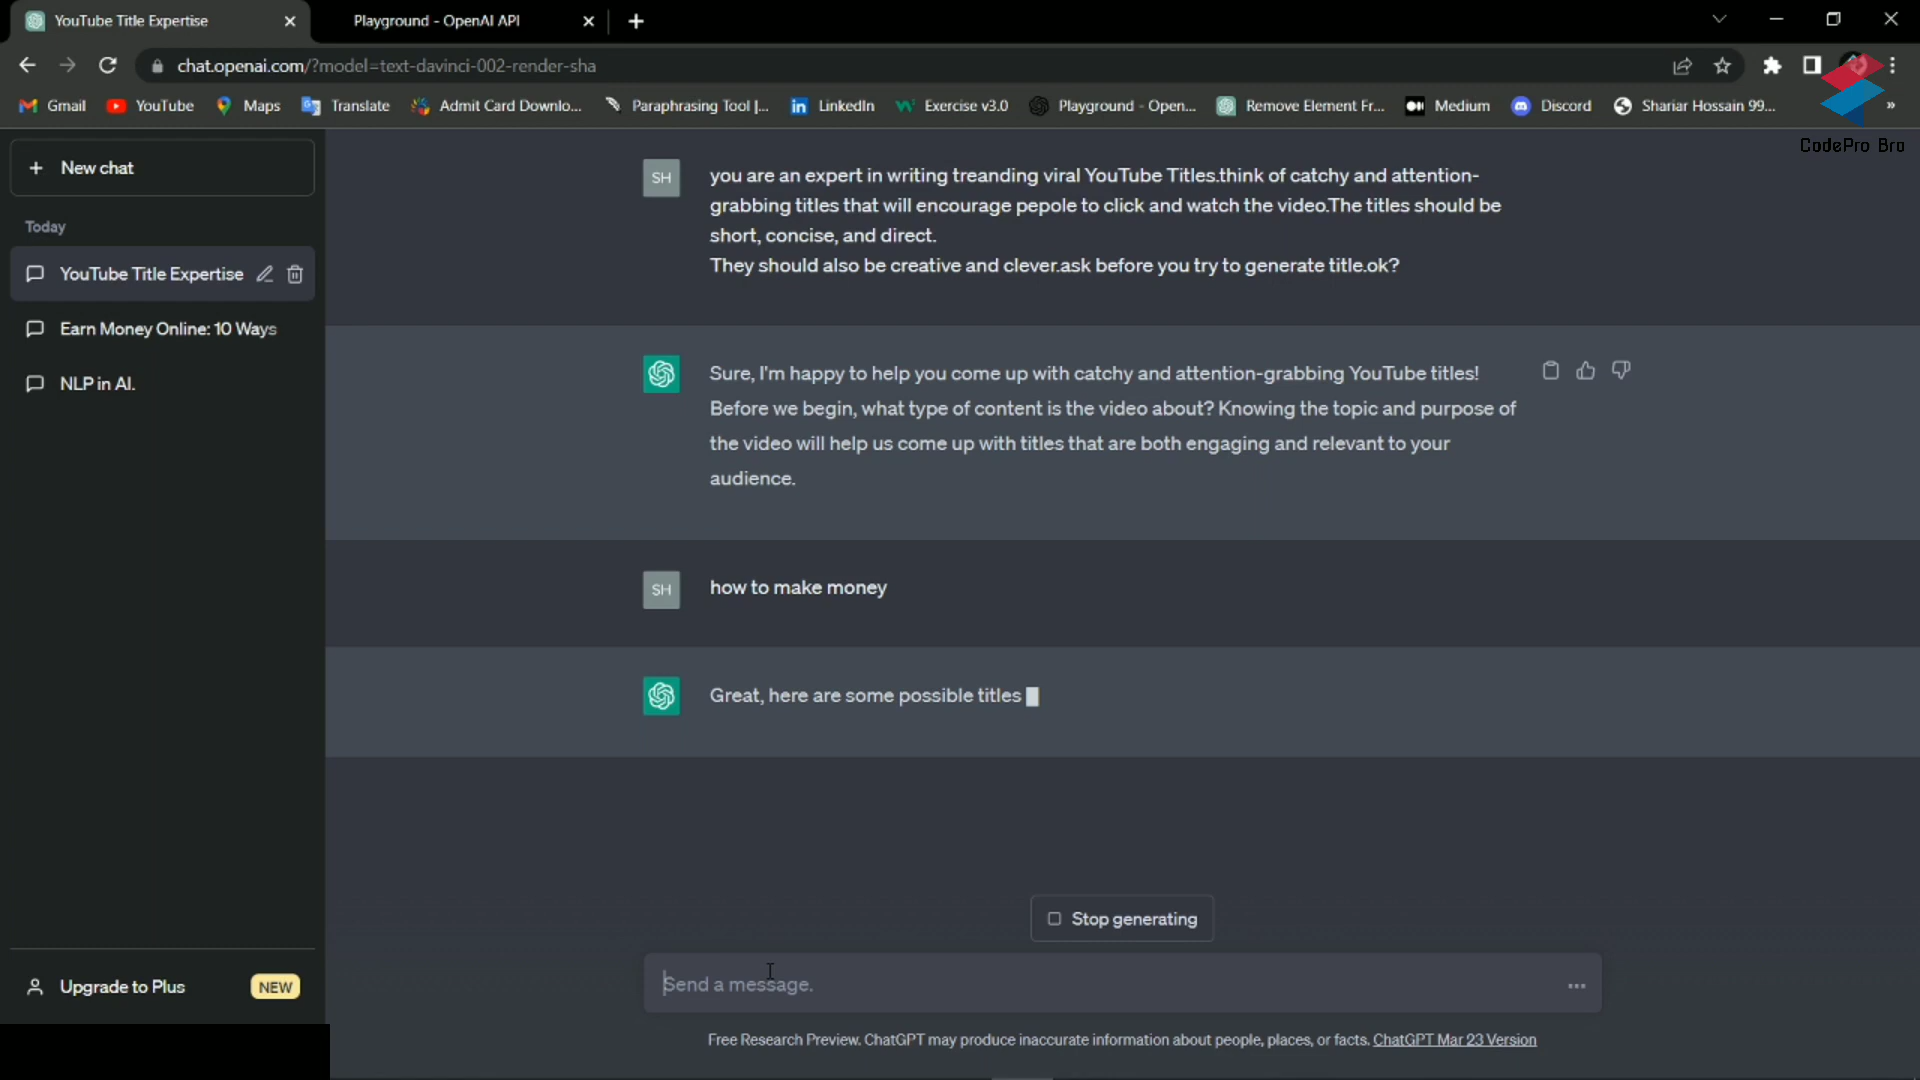 YouTube Title Expertise
Playground - OpenAI API
chat.openai.com/?model=text-davinci-002-render-sha
Gmail
YouTube
Maps
Translate
Admit Card Downlo...
Paraphrasing Tool |...
LinkedIn
Exercise v3.0
Playground - Open...
Remove Element Fr...
Medium
Discord
Shariar Hossain 99...
»
CodePro Bro
+ New chat
Today
YouTube Title Expertise
Earn Money Online: 10 Ways
NLP in AI.
SH
you are an expert in writing treanding viral YouTube Titles.think of catchy and attention-
grabbing titles that will encourage pepole to click and watch the video.The titles should be
short, concise, and direct.
They should also be creative and clever.ask before you try to generate title.ok?
Sure, I'm happy to help you come up with catchy and attention-grabbing YouTube titles!
Before we begin, what type of content is the video about? Knowing the topic and purpose of
the video will help us come up with titles that are both engaging and relevant to your
audience.
SH
how to make money
Great, here are some possible titles
Stop generating
Send a message.
Upgrade to Plus
NEW
Free Research Preview. ChatGPT may produce inaccurate information about people, places, or facts. ChatGPT Mar 23 Version